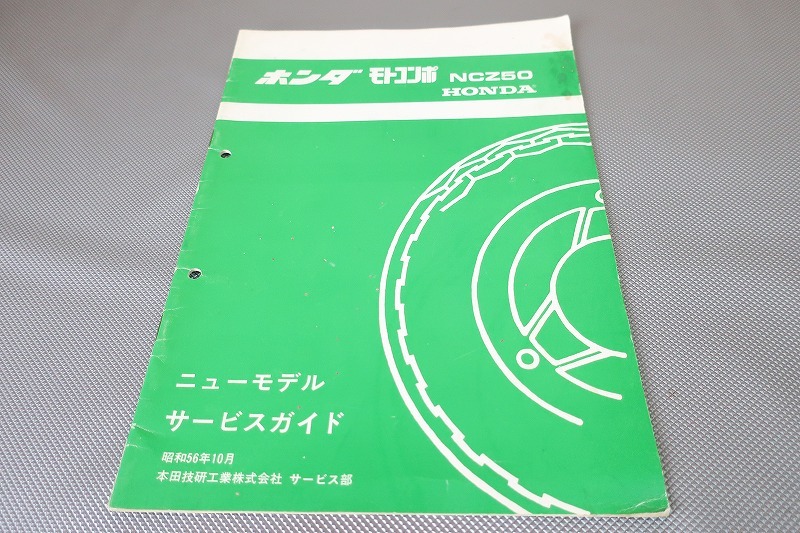 ホンダ モトコンポ NCZ50
HONDA
ニューモデル
サービスガイド
昭和56年10月
本田技研工業株式会社 サービス部